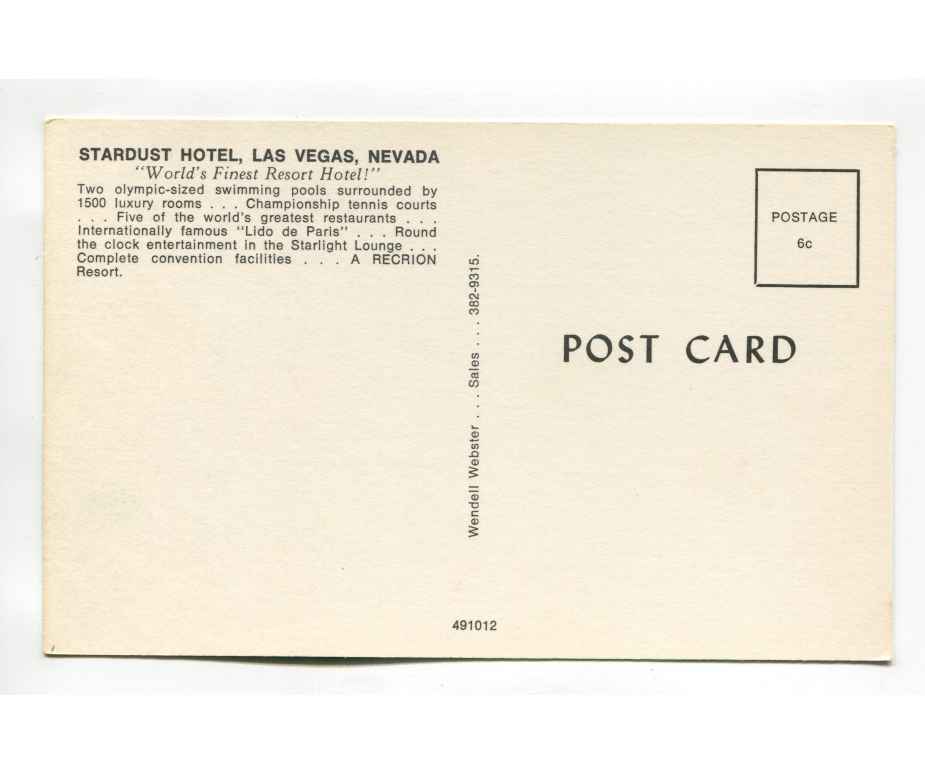 STARDUST HOTEL, LAS VEGAS, NEVADA
"World's Finest Resort Hotel!"
Two olympic-sized swimming pools surrounded by
1500 luxury rooms . . . Championship tennis courts
. . . Five of the world's greatest restaurants . . .
Internationally famous "Lido de Paris" . . . Round
the clock entertainment in the Starlight Lounge . . .
Complete convention facilities . . . A RECRION
Resort.
Wendell Webster . . . Sales . . . 382-9315.
POSTAGE
6c
POST CARD
491012